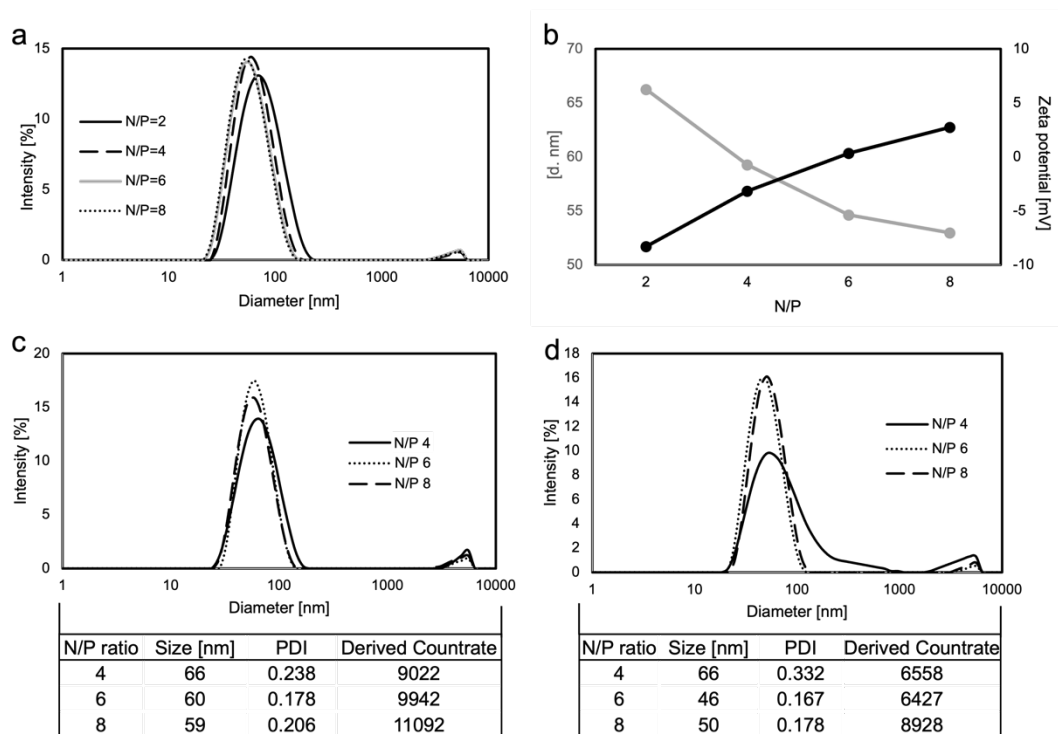 a
15
10
5
0
Intensity [%]
N/P=2
N/P=4
N/P=6
N/P=8
1 10 100 1000 10000
Diameter [nm]
b
70
65
60
55
50
[d. nm]
10
5
0
-5
-10
Zeta potential [mV]
2 4 6 8
N/P
c
20
15
10
5
0
Intensity [%]
N/P 4
N/P 6
N/P 8
1 10 100 1000 10000
Diameter [nm]
N/P ratio Size [nm] PDI Derived Countrate
4 66 0.238 9022
6 60 0.178 9942
8 59 0.206 11092
d
18
16
14
12
10
8
6
4
2
0
Intensity [%]
N/P 4
N/P 6
N/P 8
1 10 100 1000 10000
Diameter [nm]
N/P ratio Size [nm] PDI Derived Countrate
4 66 0.332 6558
6 46 0.167 6427
8 50 0.178 8928